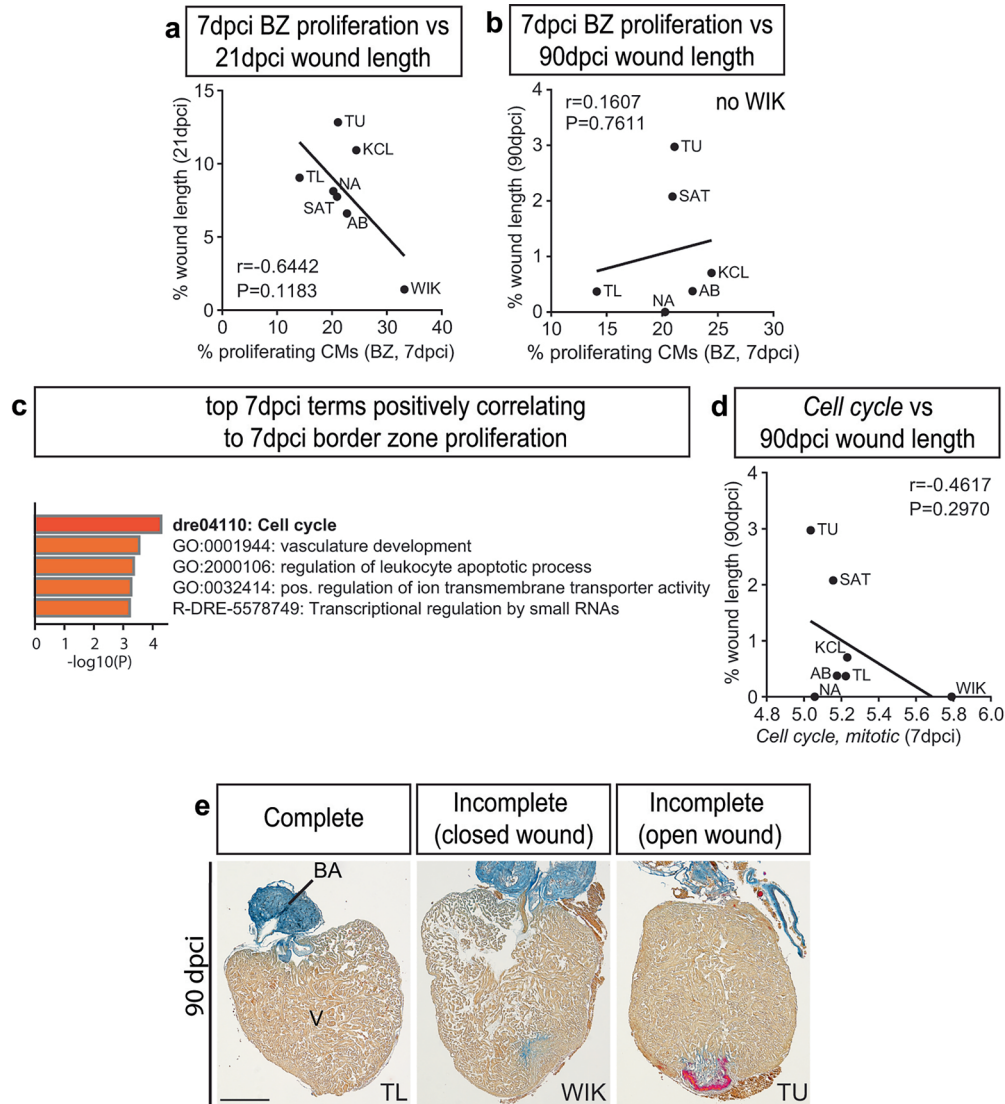 a
7dpci BZ proliferation vs
21dpci wound length
% wound length (21dpci)
15
10
5
0
TU
KCL
TL
NA
SAT
AB
WIK
r=-0.6442
P=0.1183
0
10
20
30
40
% proliferating CMs (BZ, 7dpci)
b
7dpci BZ proliferation vs
90dpci wound length
% wound length (90dpci)
4
3
2
1
0
r=0.1607
P=0.7611
no WIK
TU
SAT
KCL
TL
AB
NA
10
15
20
25
30
% proliferating CMs (BZ, 7dpci)
c
top 7dpci terms positively correlating
to 7dpci border zone proliferation
dre04110: Cell cycle
GO:0001944: vasculature development
GO:2000106: regulation of leukocyte apoptotic process
GO:0032414: pos. regulation of ion transmembrane transporter activity
R-DRE-5578749: Transcriptional regulation by small RNAs
0
1
2
3
4
-log10(P)
d
Cell cycle vs
90dpci wound length
% wound length (90dpci)
4
3
2
1
0
r=-0.4617
P=0.2970
TU
SAT
KCL
AB
TL
NA
WIK
4.8
5.0
5.2
5.4
5.6
5.8
6.0
Cell cycle, mitotic (7dpci)
e
Complete
Incomplete
(closed wound)
Incomplete
(open wound)
90 dpci
BA
V
TL
WIK
TU